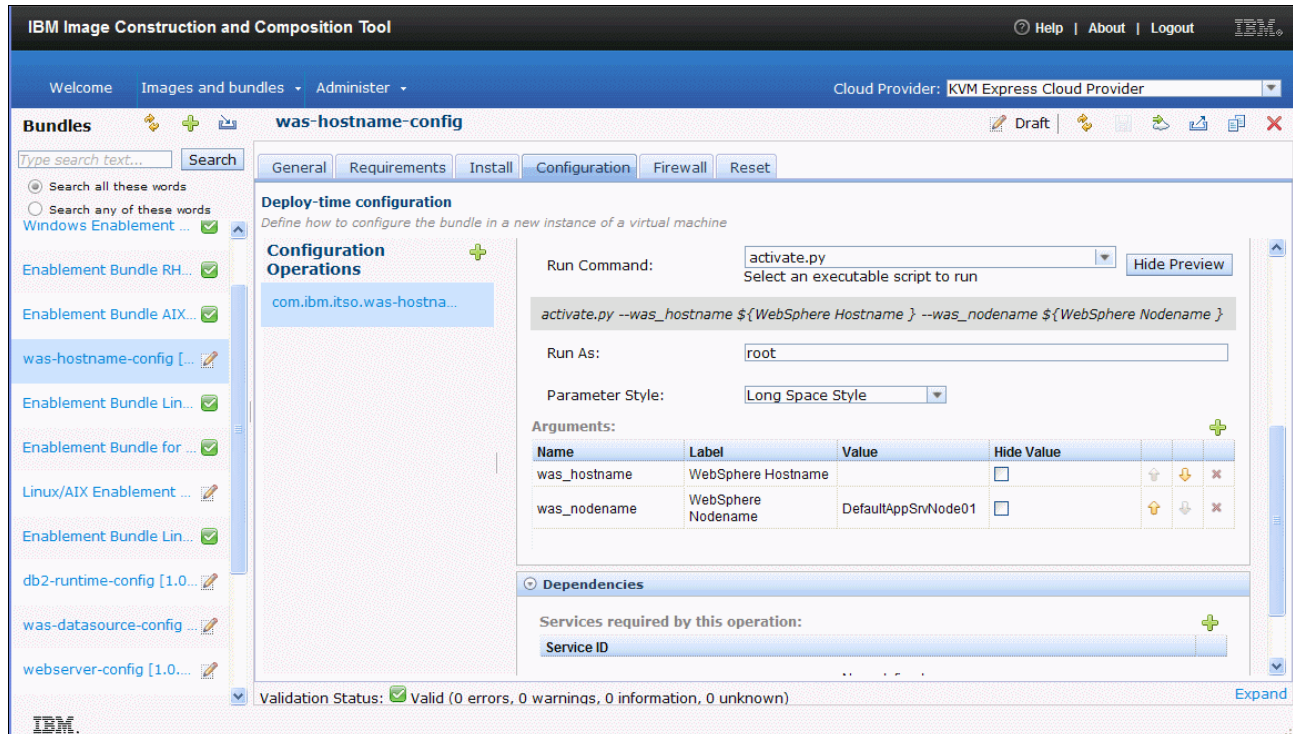 IBM Image Construction and Composition Tool
Help | About | Logout
IBM
Welcome Images and bundles Administer
Cloud Provider: KVM Express Cloud Provider
Bundles
was-hostname-config
Draft
Type search text... Search
Search all these words
Search any of these words
General Requirements Install Configuration Firewall Reset
Deploy-time configuration
Define how to configure the bundle in a new instance of a virtual machine
Windows Enablement ...
Enablement Bundle RH...
Enablement Bundle AIX...
was-hostname-config [...
Enablement Bundle Lin...
Enablement Bundle for ...
Linux/AIX Enablement ...
Enablement Bundle Lin...
db2-runtime-config [1.0...
was-datasource-config ...
webserver-config [1.0....
Configuration
Operations
com.ibm.itso.was-hostna...
Run Command: activate.py Hide Preview
Select an executable script to run
activate.py --was_hostname ${WebSphere Hostname } --was_nodename ${WebSphere Nodename }
Run As: root
Parameter Style: Long Space Style
Arguments:
Name Label Value Hide Value
was_hostname WebSphere Hostname
was_nodename WebSphere Nodename DefaultAppSrvNode01
Dependencies
Services required by this operation:
Service ID
Validation Status: Valid (0 errors, 0 warnings, 0 information, 0 unknown)
Expand
IBM.